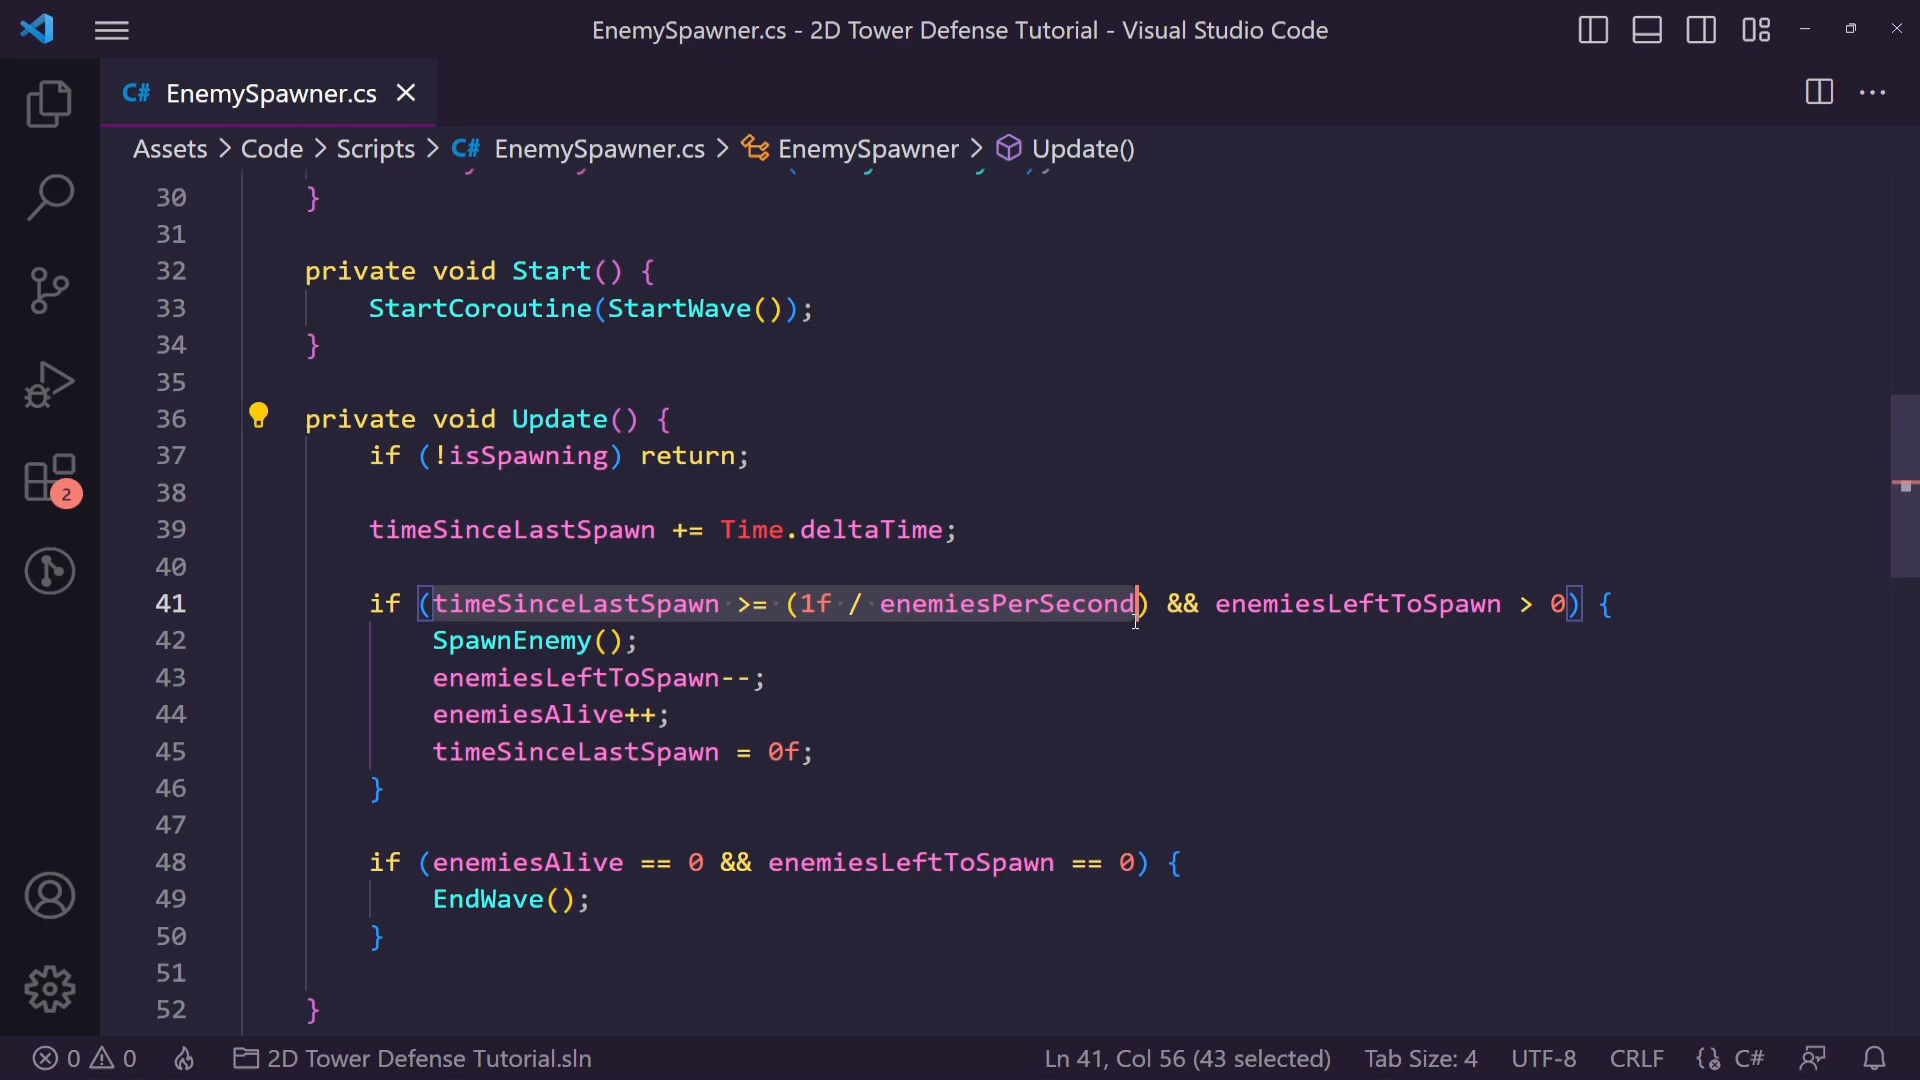 EnemySpawner.cs - 2D Tower Defense Tutorial - Visual Studio Code
C# EnemySpawner.cs
Assets > Code > Scripts > C# EnemySpawner.cs > EnemySpawner > Update()
30 }
31
32 private void Start() {
33 StartCoroutine(StartWave());
34 }
35
36 private void Update() {
37 if (!isSpawning) return;
38
39 timeSinceLastSpawn += Time.deltaTime;
40
41 if (timeSinceLastSpawn >= (1f / enemiesPerSecond) && enemiesLeftToSpawn > 0) {
42 SpawnEnemy();
43 enemiesLeftToSpawn--;
44 enemiesAlive++;
45 timeSinceLastSpawn = 0f;
46 }
47
48 if (enemiesAlive == 0 && enemiesLeftToSpawn == 0) {
49 EndWave();
50 }
51
52 }
2
0 0 2D Tower Defense Tutorial.sln Ln 41, Col 56 (43 selected) Tab Size: 4 UTF-8 CRLF C#